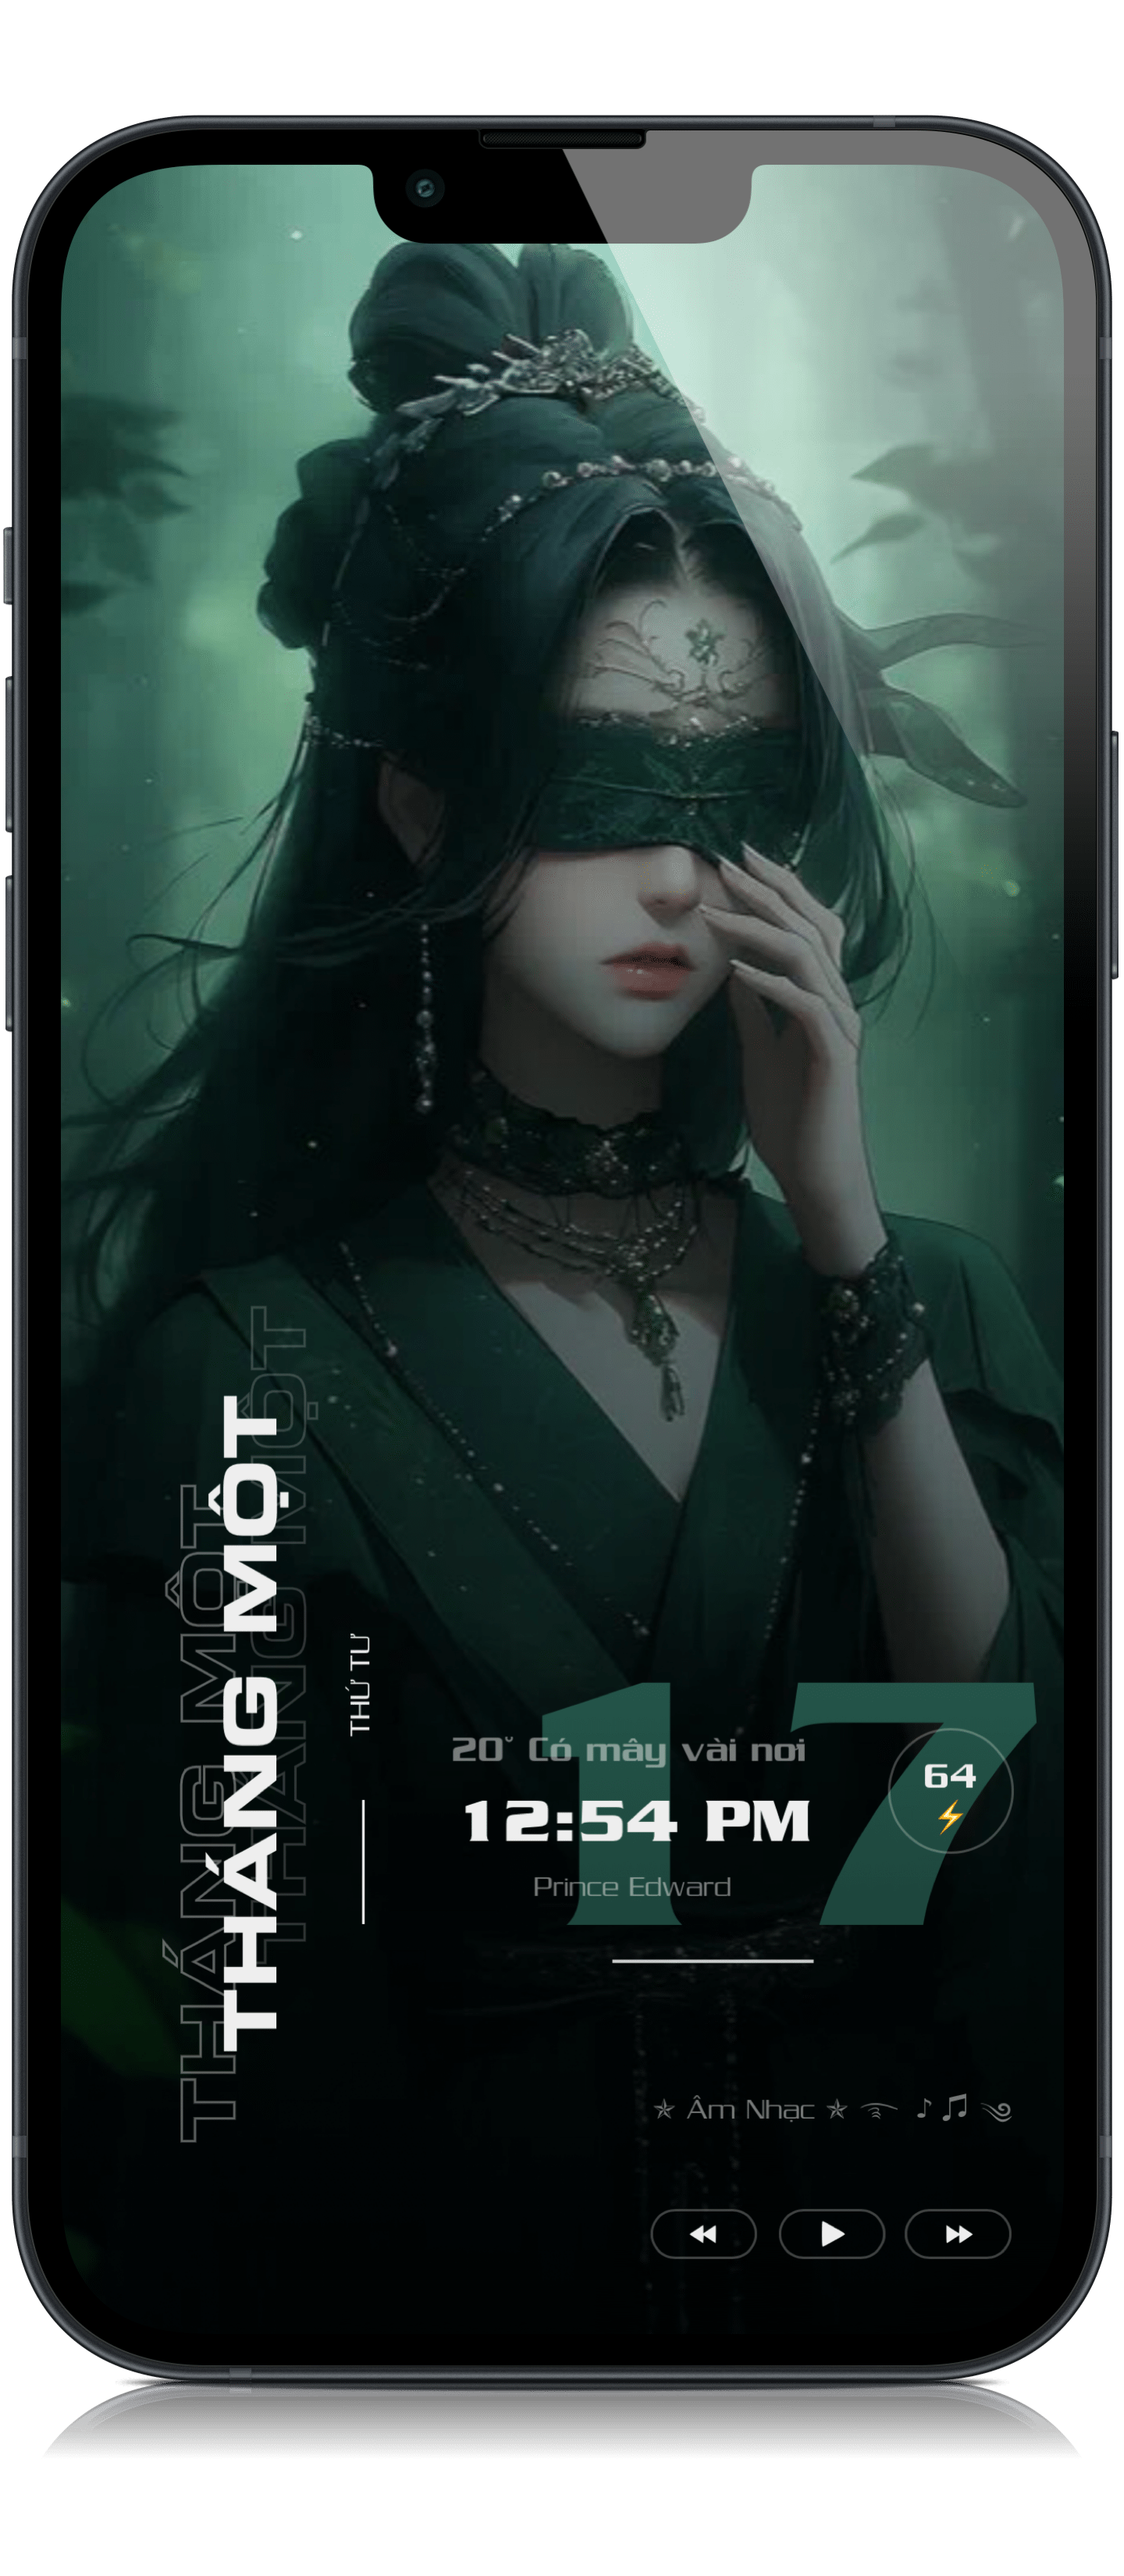 THÁNG MỘT
THÁNG MỘT
THÁNG MỘT
THỨ TƯ
17
20° Có mây vài nơi
12:54 PM
Prince Edward
64
Âm Nhạc